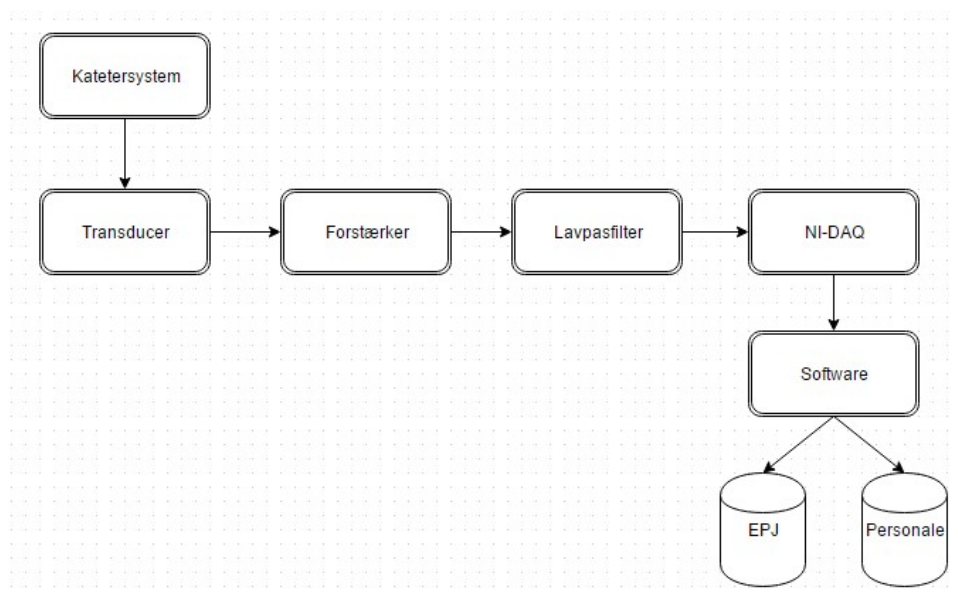 Katetersystem
Transducer
Forstærker
Lavpasfilter
NI-DAQ
Software
EPJ
Personale